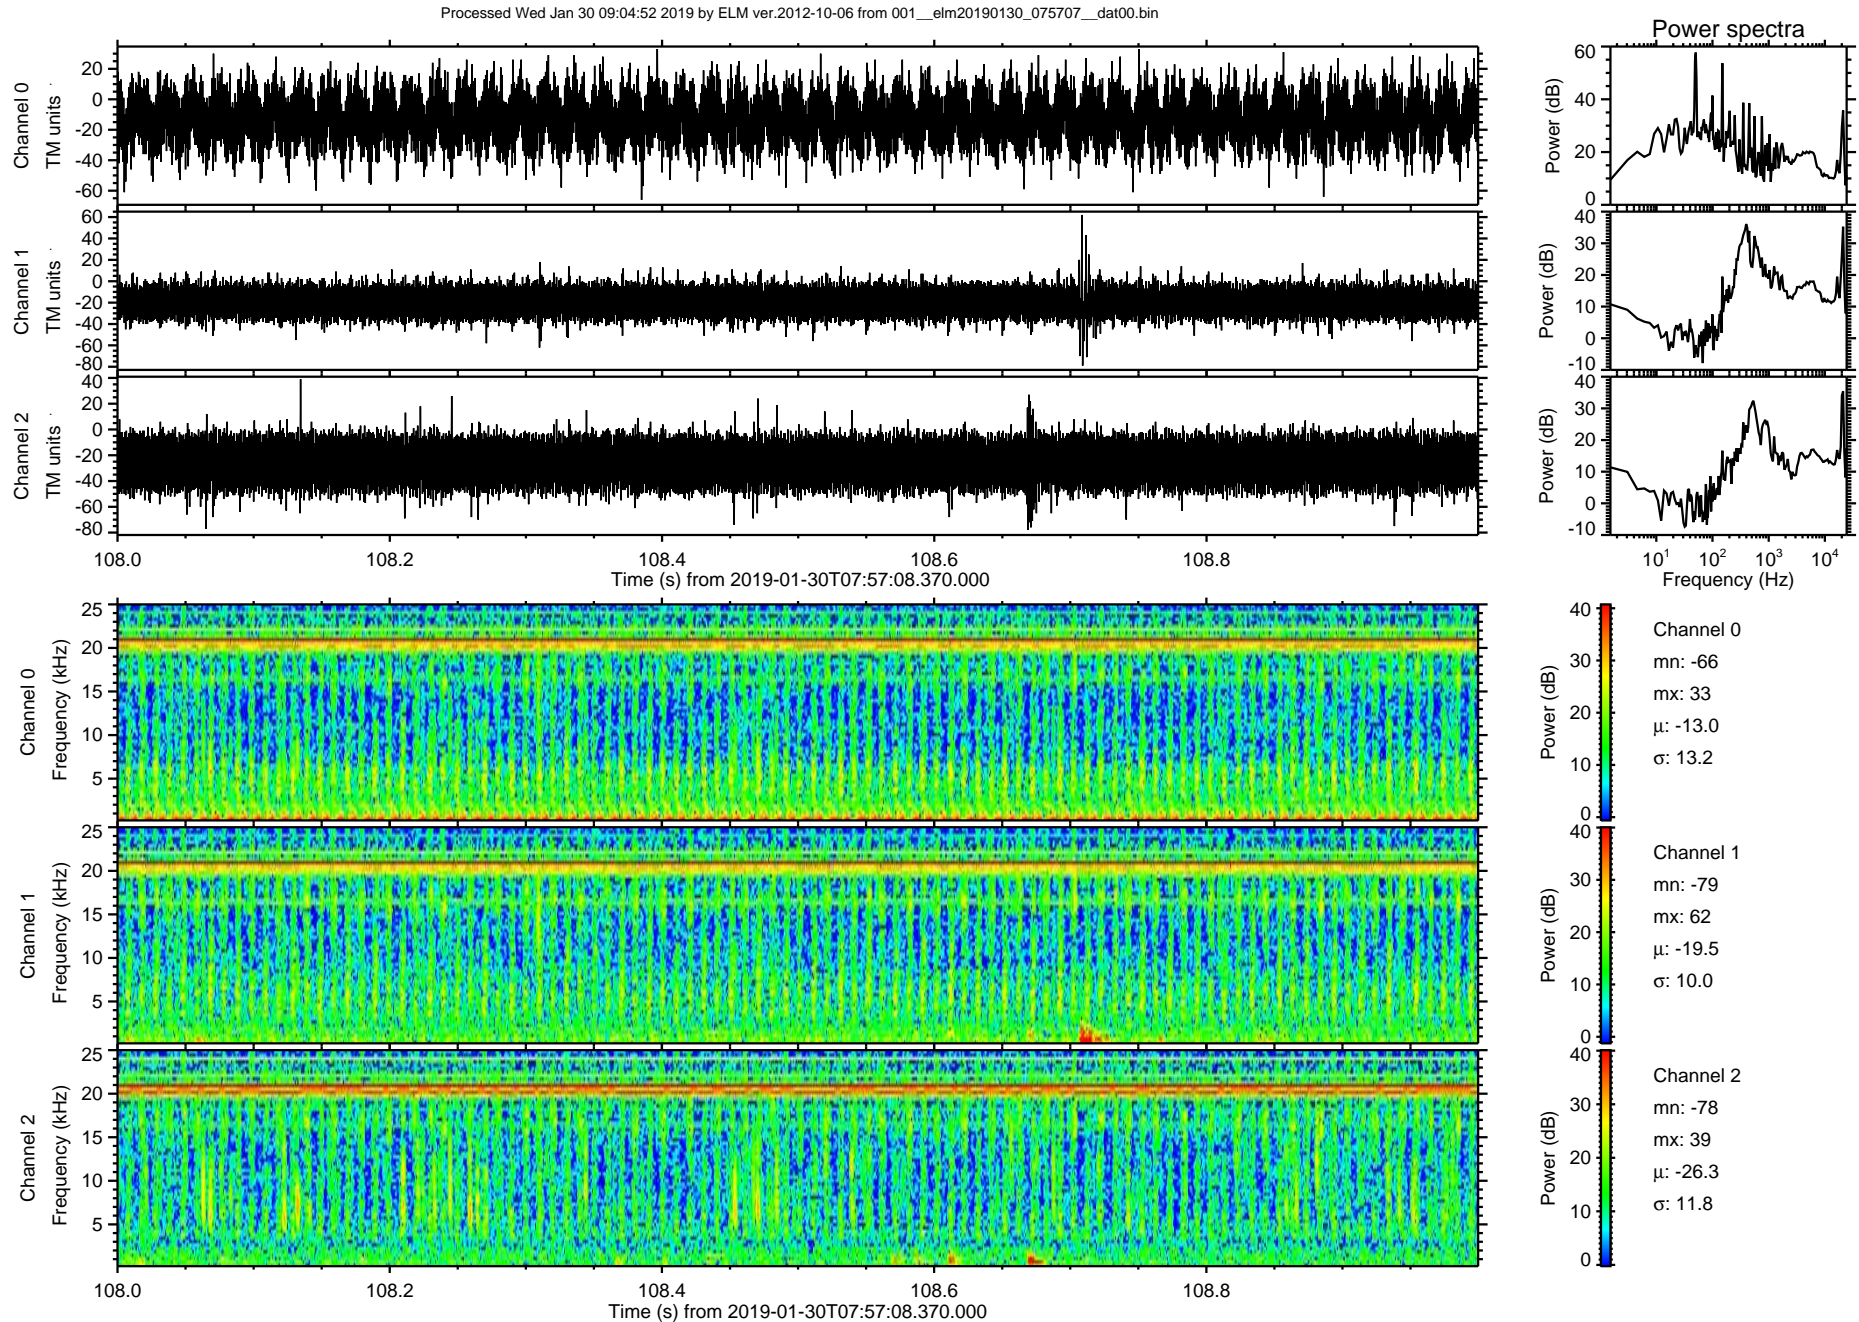 Processed Wed Jan 30 09:04:52 2019 by ELM ver.2012-10-06 from 001__elm20190130_075707__dat00.bin
Power spectra
Channel 0
TM units
20
0
-20
-40
-60
Power (dB)
60
40
20
0
Channel 1
TM units
60
40
20
0
-20
-40
-60
-80
Power (dB)
40
30
20
10
0
-10
Channel 2
TM units
40
20
0
-20
-40
-60
-80
Power (dB)
40
30
20
10
0
-10
108.0 108.2 108.4 108.6 108.8
Time (s) from 2019-01-30T07:57:08.370.000
10^1 10^2 10^3 10^4
Frequency (Hz)
Channel 0
Frequency (kHz)
25
20
15
10
5
Power (dB)
40
30
20
10
0
Channel 0
mn: -66
mx: 33
μ: -13.0
σ: 13.2
Channel 1
Frequency (kHz)
25
20
15
10
5
Power (dB)
40
30
20
10
0
Channel 1
mn: -79
mx: 62
μ: -19.5
σ: 10.0
Channel 2
Frequency (kHz)
25
20
15
10
5
Power (dB)
40
30
20
10
0
Channel 2
mn: -78
mx: 39
μ: -26.3
σ: 11.8
108.0 108.2 108.4 108.6 108.8
Time (s) from 2019-01-30T07:57:08.370.000